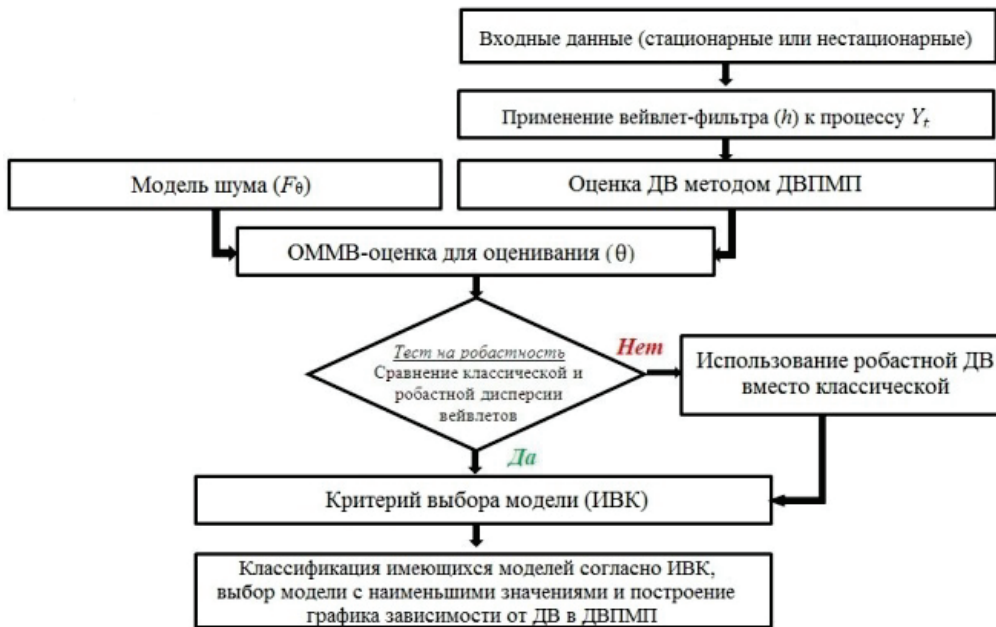 Входные данные (стационарные или нестационарные)
Применение вейвлет-фильтра (h) к процессу Yₜ
Модель шума (Fθ)
Оценка ДВ методом ДВПМП
ОММВ-оценка для оценивания (θ)
Тест на робастность
Сравнение классической и
робастной дисперсии
вейвлетов
Нет
Использование робастной ДВ
вместо классической
Да
Критерий выбора модели (ИВК)
Классификация имеющихся моделей согласно ИВК,
выбор модели с наименьшими значениями и построение
графика зависимости от ДВ в ДВПМП